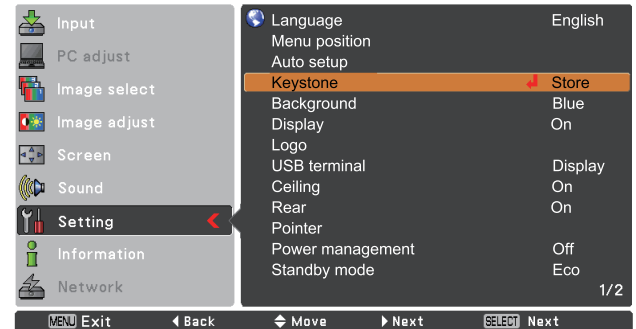 Input
PC adjust
Image select
Image adjust
Screen
Sound
Setting
Information
Network
Language English
Menu position
Auto setup
Keystone Store
Background Blue
Display On
Logo
USB terminal Display
Ceiling On
Rear On
Pointer
Power management Off
Standby mode Eco
1/2
MENU Exit Back Move Next SELECT Next